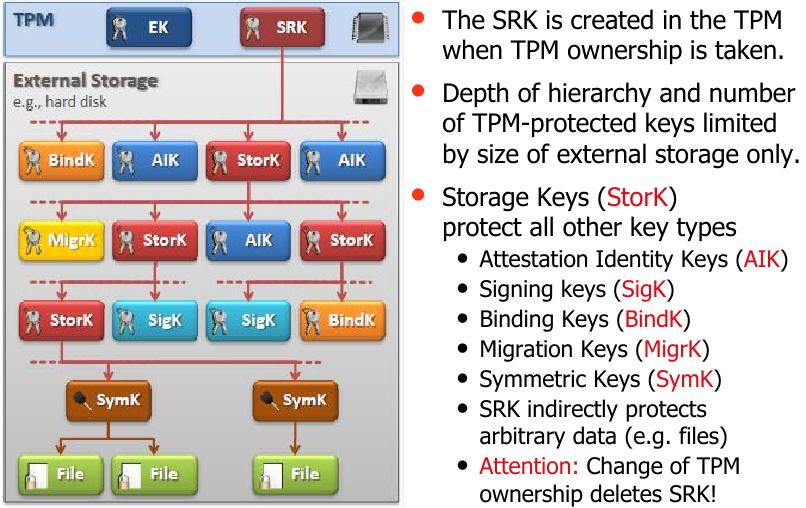 TPM
EK
SRK
External Storage
e.g., hard disk
BindK
AIK
StorK
AIK
MigrK
StorK
AIK
StorK
StorK
SigK
SigK
BindK
SymK
SymK
File
File
File
The SRK is created in the TPM
when TPM ownership is taken.
Depth of hierarchy and number
of TPM-protected keys limited
by size of external storage only.
Storage Keys (StorK)
protect all other key types
Attestation Identity Keys (AIK)
Signing keys (SigK)
Binding Keys (BindK)
Migration Keys (MigrK)
Symmetric Keys (SymK)
SRK indirectly protects
arbitrary data (e.g. files)
Attention: Change of TPM
ownership deletes SRK!